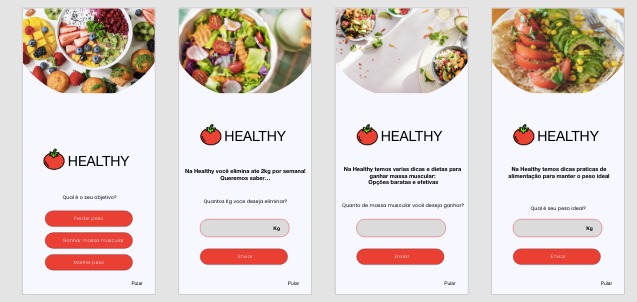 HEALTHY
Qual é o seu objetivo?
Perder peso
Ganhar massa muscular
Manter peso
Pular
HEALTHY
Na Healthy você elimina ate 2kg por semana!
Queremos saber...
Quantos Kg voce deseja eliminar?
Kg
Enviar
Pular
HEALTHY
Na Healthy temos varias dicas e dietas para
ganhar massa muscular:
Opções baratas e efetivas
Quanto de massa muscular você deseja ganhar?
Enviar
Pular
HEALTHY
Na Healthy temos dicas praticas de
alimentação para manter o peso ideal
Qual é seu peso ideal?
Kg
Enviar
Pular